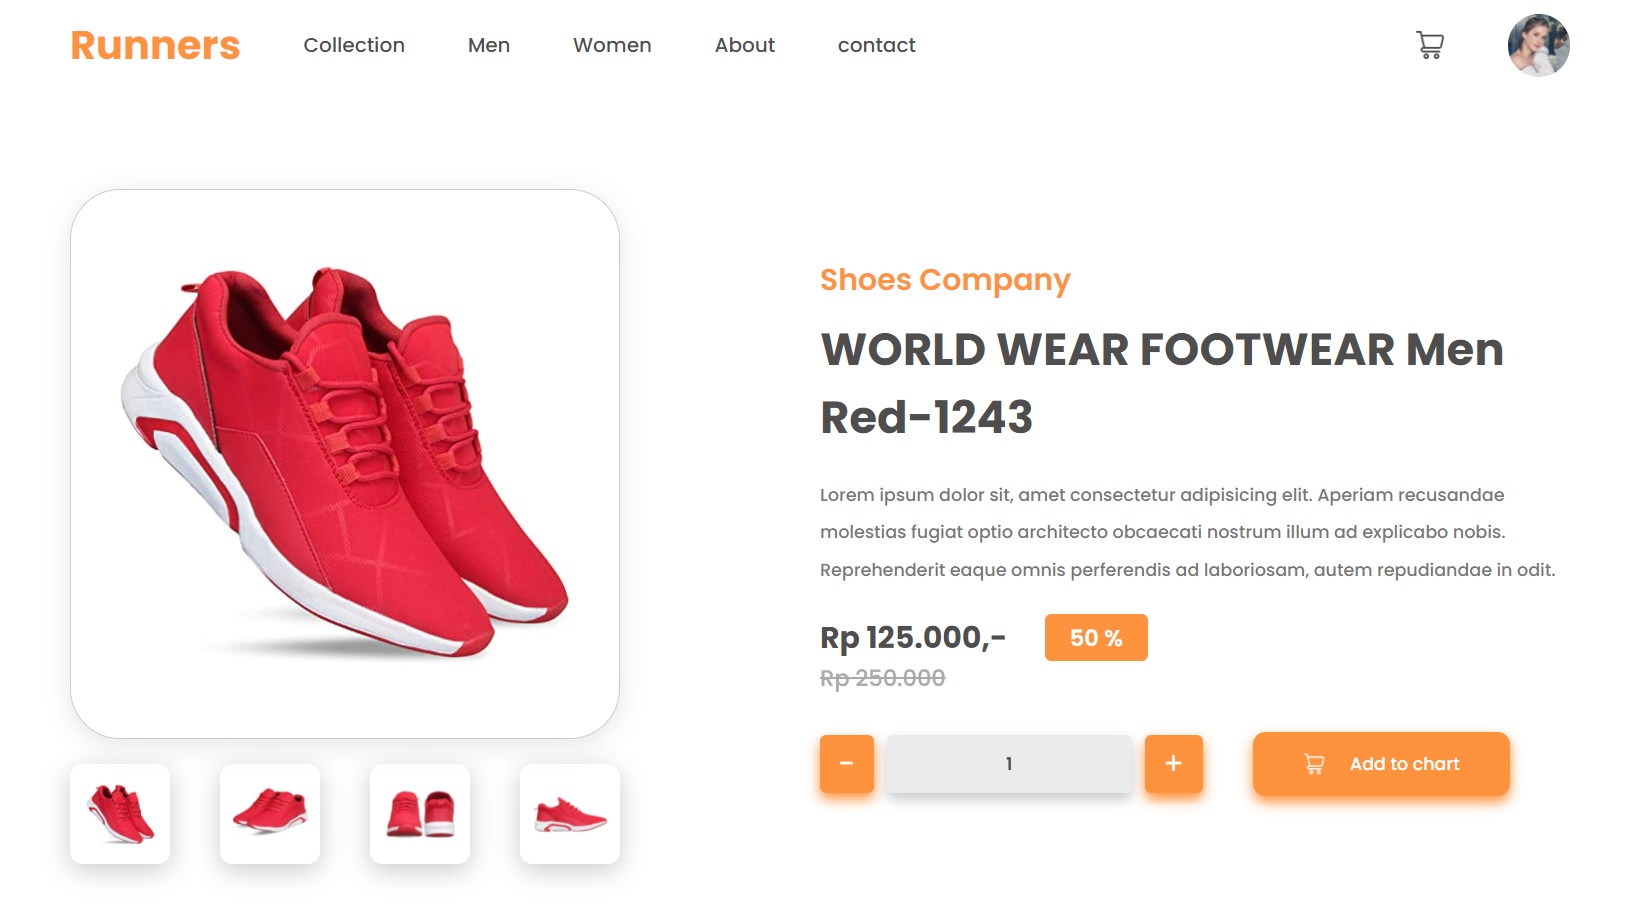 Runners Collection Men Women About contact
Shoes Company
WORLD WEAR FOOTWEAR Men
Red-1243
Lorem ipsum dolor sit, amet consectetur adipisicing elit. Aperiam recusandae
molestias fugiat optio architecto obcaecati nostrum illum ad explicabo nobis.
Reprehenderit eaque omnis perferendis ad laboriosam, autem repudiandae in odit.
Rp 125.000,- 50 %
Rp 250.000
- 1 + Add to chart